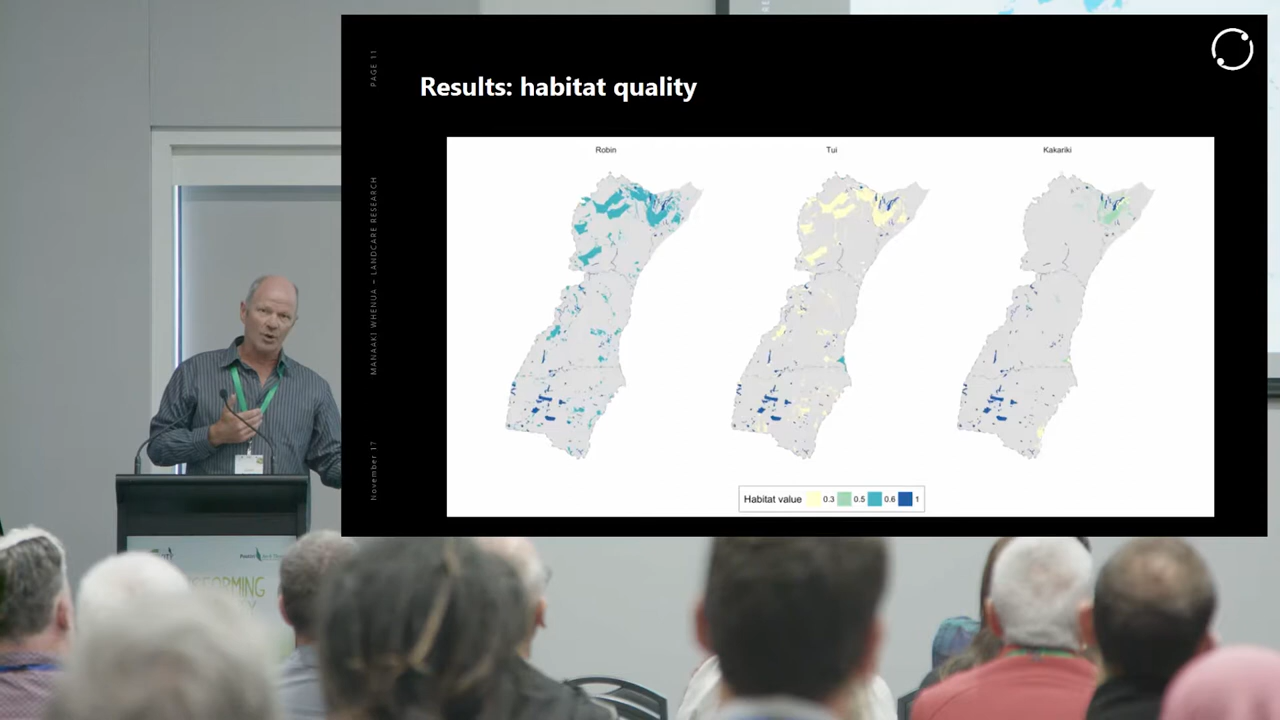 PAGE 11
MANAAKI WHENUA – LANDCARE RESEARCH
November 17
Results: habitat quality
Robin
Tui
Kakariki
Habitat value 0.3 0.5 0.6 1